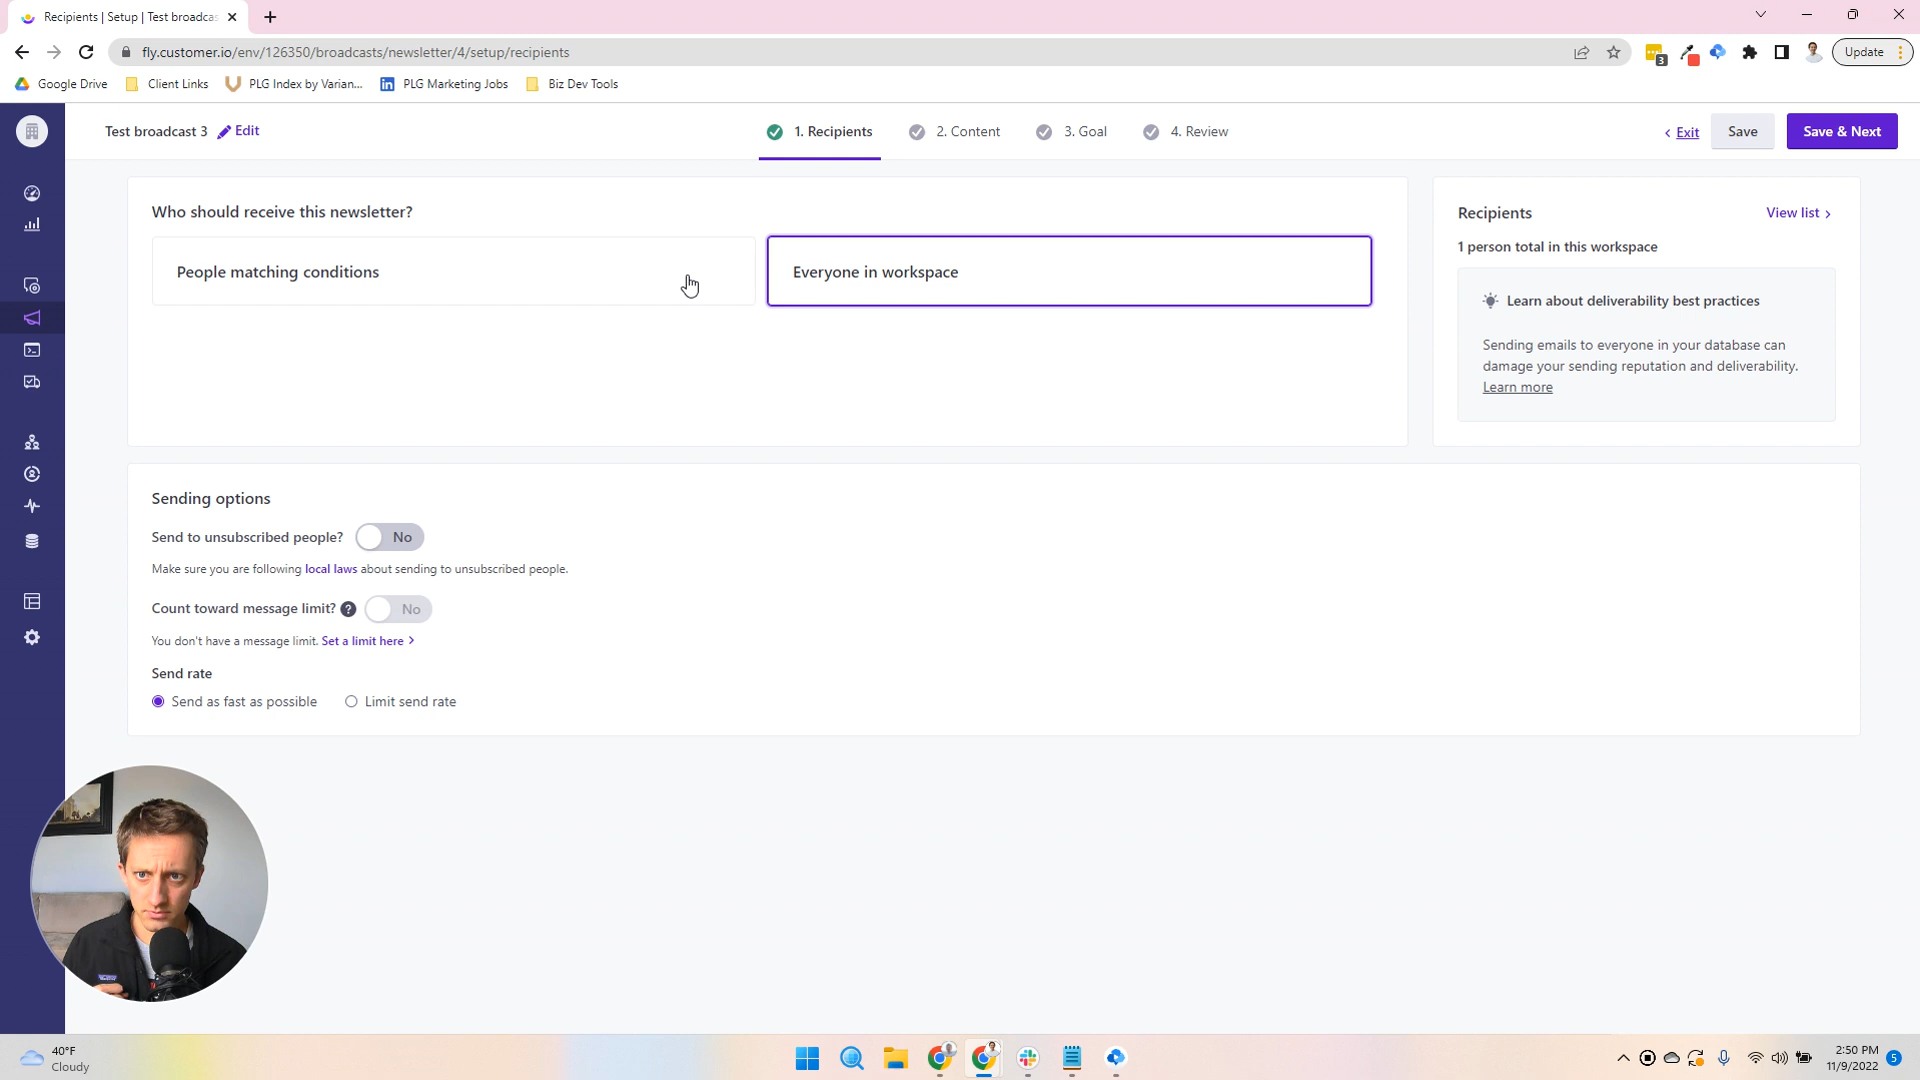 Recipients | Setup | Test broadcas
fly.customer.io/env/126350/broadcasts/newsletter/4/setup/recipients
3
Update
Google Drive
Client Links
PLG Index by Varian...
PLG Marketing Jobs
Biz Dev Tools
Test broadcast 3
Edit
1. Recipients
2. Content
3. Goal
4. Review
Exit
Save
Save & Next
Who should receive this newsletter?
People matching conditions
Everyone in workspace
Recipients
View list
1 person total in this workspace
Learn about deliverability best practices
Sending emails to everyone in your database can
damage your sending reputation and deliverability.
Learn more
Sending options
Send to unsubscribed people?
No
Make sure you are following local laws about sending to unsubscribed people.
Count toward message limit?
?
No
You don't have a message limit. Set a limit here
Send rate
Send as fast as possible
Limit send rate
40°F
Cloudy
2:50 PM
11/9/2022
5